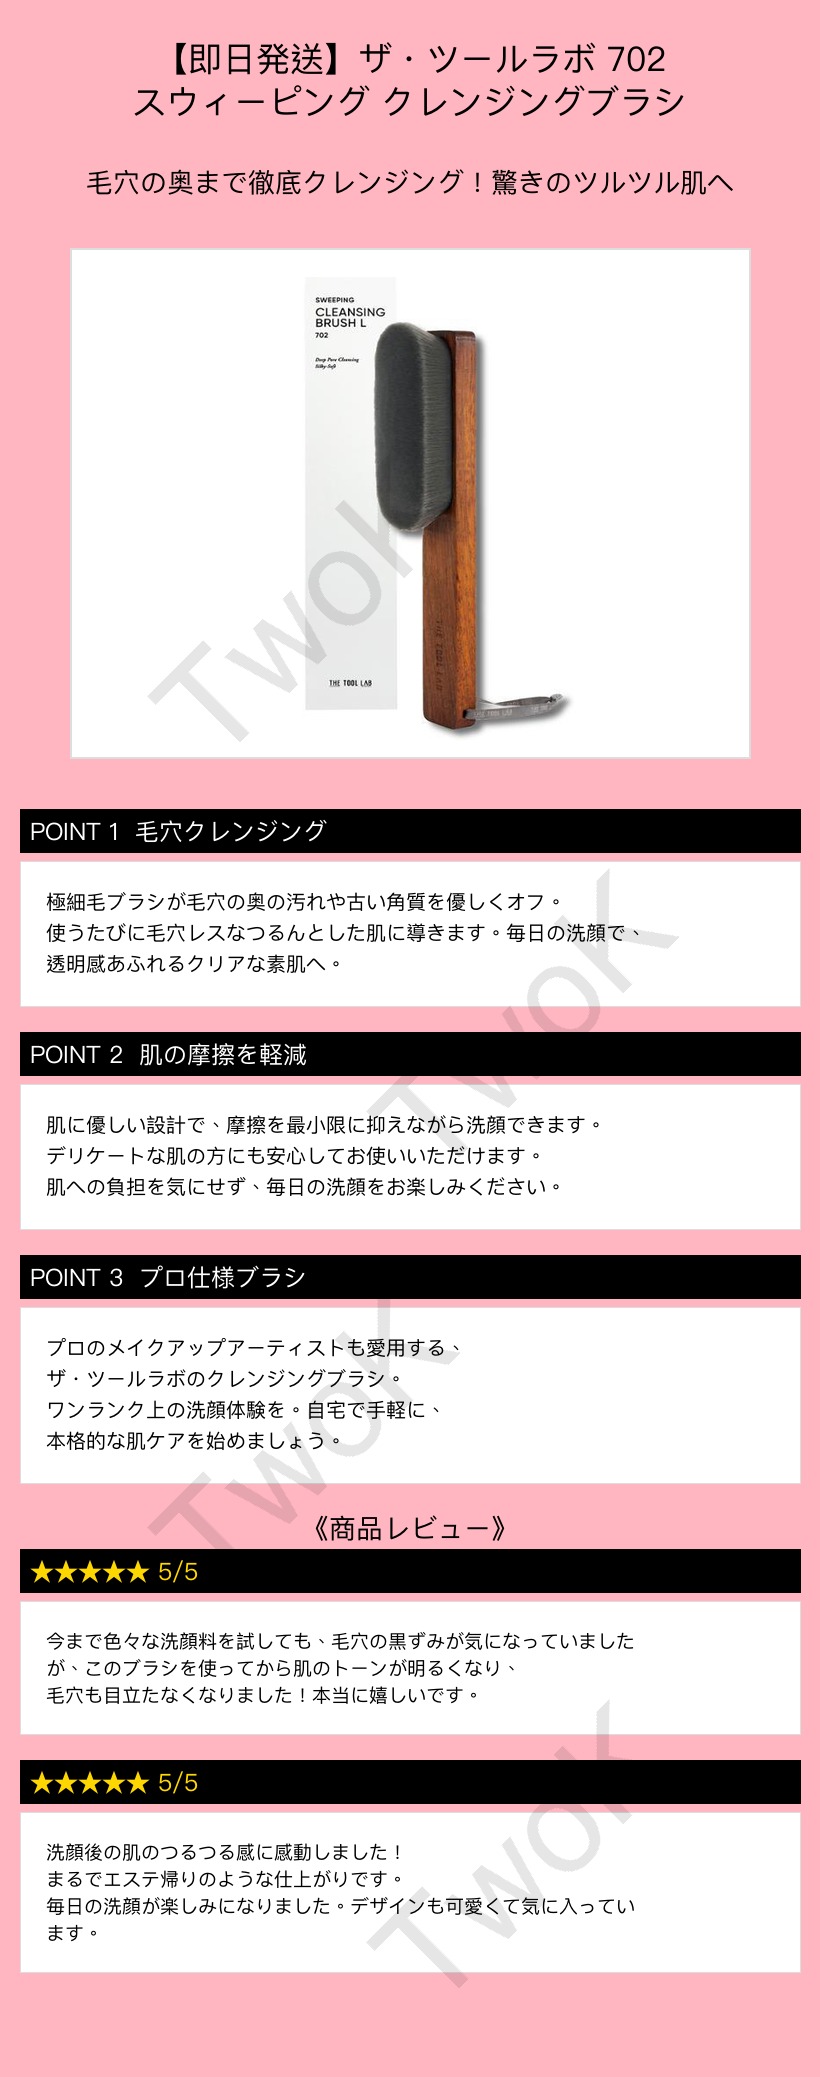 【即日発送】ザ・ツールラボ 702
スウィーピング クレンジングブラシ
毛穴の奥まで徹底クレンジング！驚きのツルツル肌へ
SWEEPING
CLEANSING
BRUSH L
702
Deep Pore Cleansing
Silky-Soft
THE TOOL LAB
THE TOOL LAB
THE TOOL LAB
TwoK
POINT 1 毛穴クレンジング
極細毛ブラシが毛穴の奥の汚れや古い角質を優しくオフ。
使うたびに毛穴レスなつるんとした肌に導きます。毎日の洗顔で、
透明感あふれるクリアな素肌へ。
TwoK
POINT 2 肌の摩擦を軽減
肌に優しい設計で、摩擦を最小限に抑えながら洗顔できます。
デリケートな肌の方にも安心してお使いいただけます。
肌への負担を気にせず、毎日の洗顔をお楽しみください。
POINT 3 プロ仕様ブラシ
プロのメイクアップアーティストも愛用する、
ザ・ツールラボのクレンジングブラシ。
ワンランク上の洗顔体験を。自宅で手軽に、
本格的な肌ケアを始めましょう。
TwoK
《商品レビュー》
★★★★★ 5/5
今まで色々な洗顔料を試しても、毛穴の黒ずみが気になっていました
が、このブラシを使ってから肌のトーンが明るくなり、
毛穴も目立たなくなりました！本当に嬉しいです。
★★★★★ 5/5
洗顔後の肌のつるつる感に感動しました！
まるでエステ帰りのような仕上がりです。
毎日の洗顔が楽しみになりました。デザインも可愛くて気に入ってい
ます。
TwoK